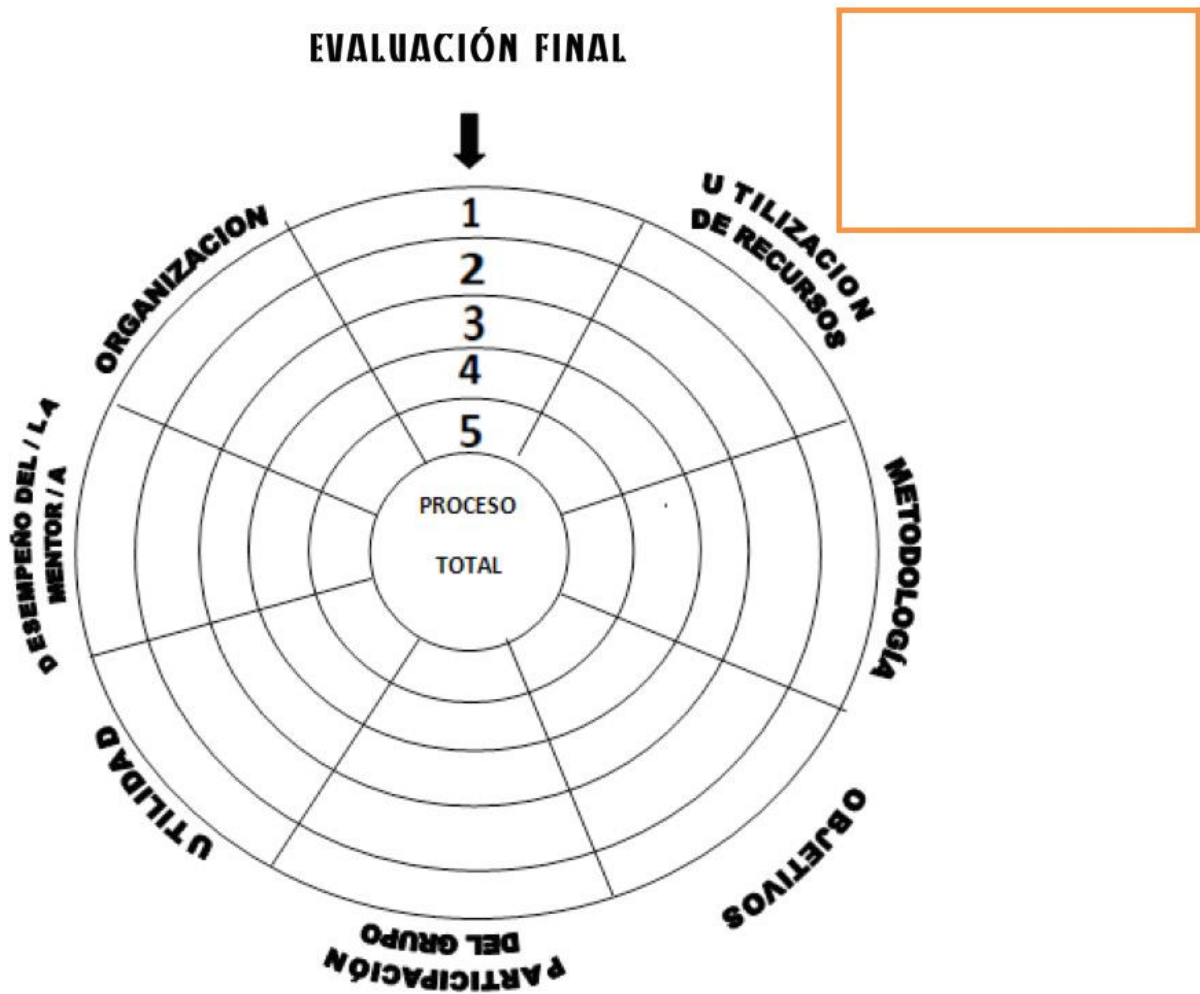 EVALUACIÓN FINAL
1
2
3
4
5
PROCESO
TOTAL
U TILIZACION
DE RECURSOS
METODOLOGÍA
OBJETIVOS
PARTICIPACIÓN
DEL GRUPO
U TILIDAD
D ESEMPEÑO DEL / LA
MENTOR / A
ORGANIZACION